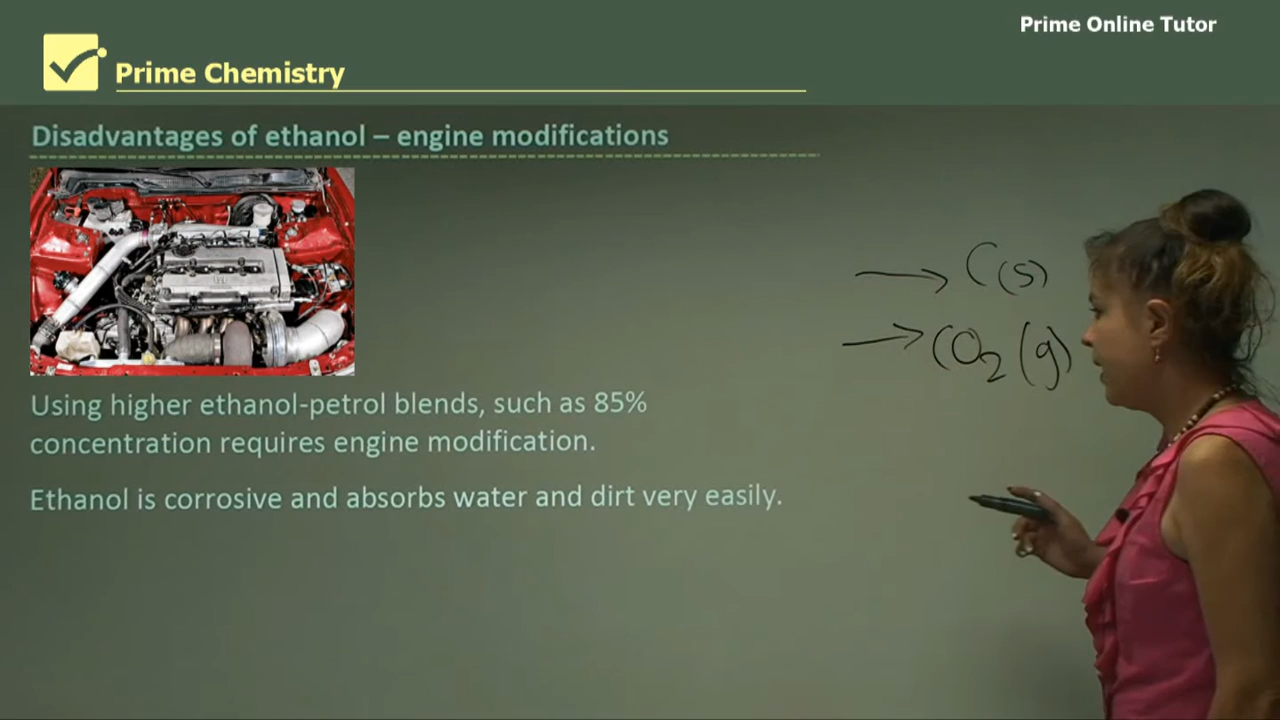 Prime Online Tutor
Prime Chemistry
Disadvantages of ethanol – engine modifications
→ C(s)
→ CO₂(g)
Using higher ethanol-petrol blends, such as 85%
concentration requires engine modification.
Ethanol is corrosive and absorbs water and dirt very easily.